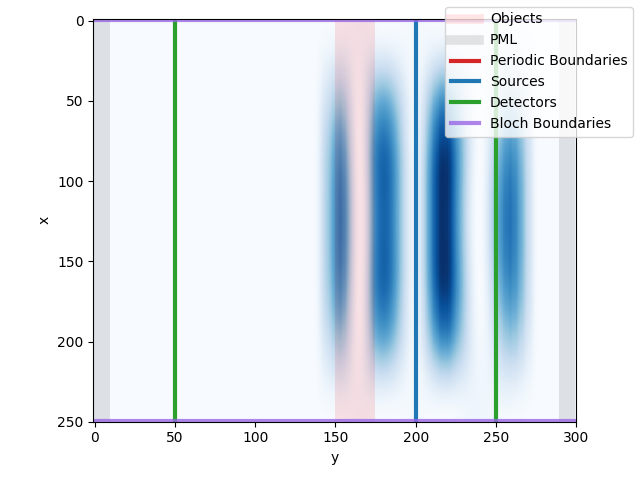 Objects
PML
Periodic Boundaries
Sources
Detectors
Bloch Boundaries
0
50
100
150
200
250
x
0 50 100 150 200 250 300
y